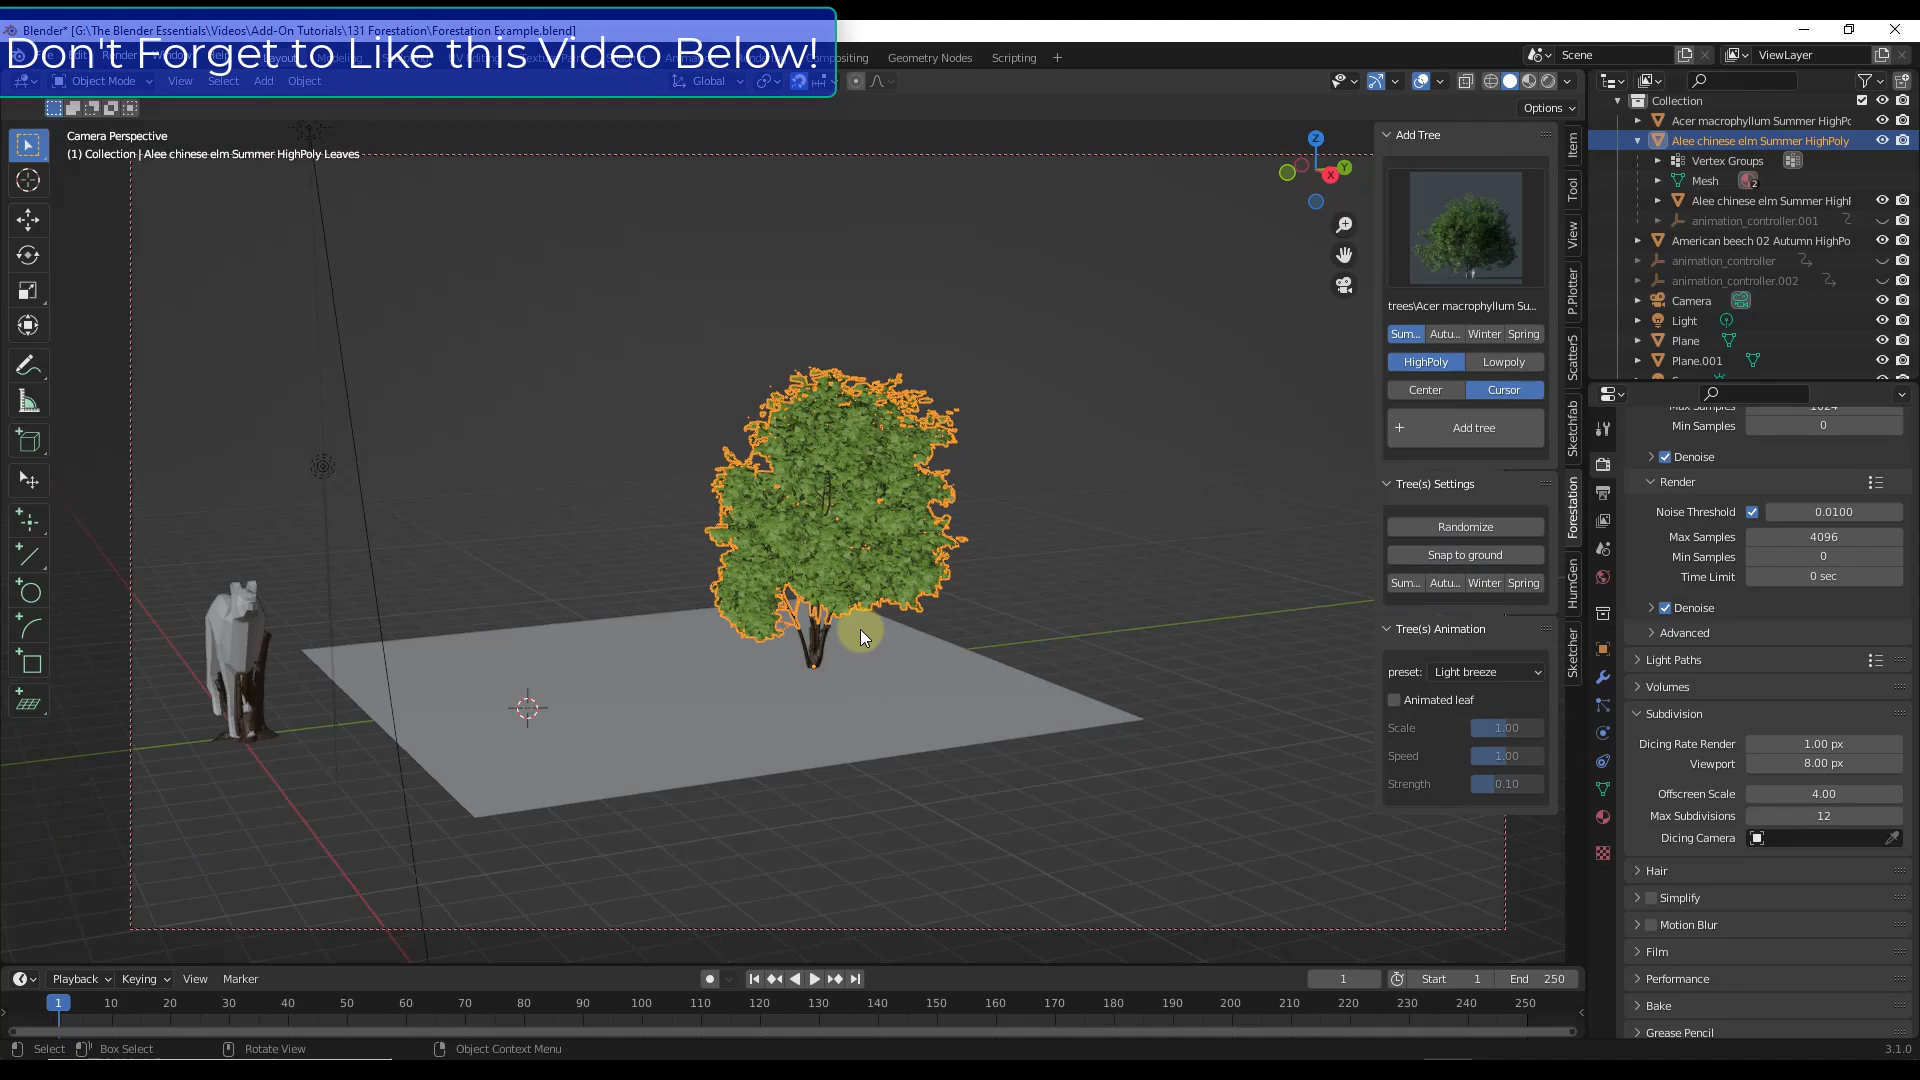 Blender* [G:\The Blender Essentials\Videos\Add-On Tutorials\131 Forestation\Forestation Example.blend]
Don't Forget to Like this Video Below!
Geometry Nodes
Scripting
+
Scene
ViewLayer
Object Mode
View
Select
Add
Object
Global
Options
Camera Perspective
(1) Collection | Alee chinese elm Summer HighPoly Leaves
Z
Y
X
Add Tree
trees\Acer macrophyllum Su...
Sum...
Autu...
Winter
Spring
HighPoly
Lowpoly
Center
Cursor
+ Add tree
Tree(s) Settings
Randomize
Snap to ground
Sum...
Autu...
Winter
Spring
Tree(s) Animation
preset:
Light breeze
Animated leaf
Scale
1.00
Speed
1.00
Strength
0.10
Item
Tool
View
P.Plotter
Scatter5
Sketchfab
Forestation
HumGen
Sketcher
Collection
Acer macrophyllum Summer HighPc
Alee chinese elm Summer HighPoly
Vertex Groups
Mesh
2
Alee chinese elm Summer HighF
animation_controller.001
American beech 02 Autumn HighPo
animation_controller
animation_controller.002
Camera
Light
Plane
Plane.001
Min Samples
0
Denoise
Render
Noise Threshold
0.0100
Max Samples
4096
Min Samples
0
Time Limit
0 sec
Denoise
Advanced
Light Paths
Volumes
Subdivision
Dicing Rate Render
1.00 px
Viewport
8.00 px
Offscreen Scale
4.00
Max Subdivisions
12
Dicing Camera
Hair
Simplify
Motion Blur
Film
Performance
Bake
Grease Pencil
Playback
Keying
View
Marker
1
Start
1
End
250
1 10 20 30 40 50 60 70 80 90 100 110 120 130 140 150 160 170 180 190 200 210 220 230 240 250
Select
Box Select
Rotate View
Object Context Menu
3.1.0